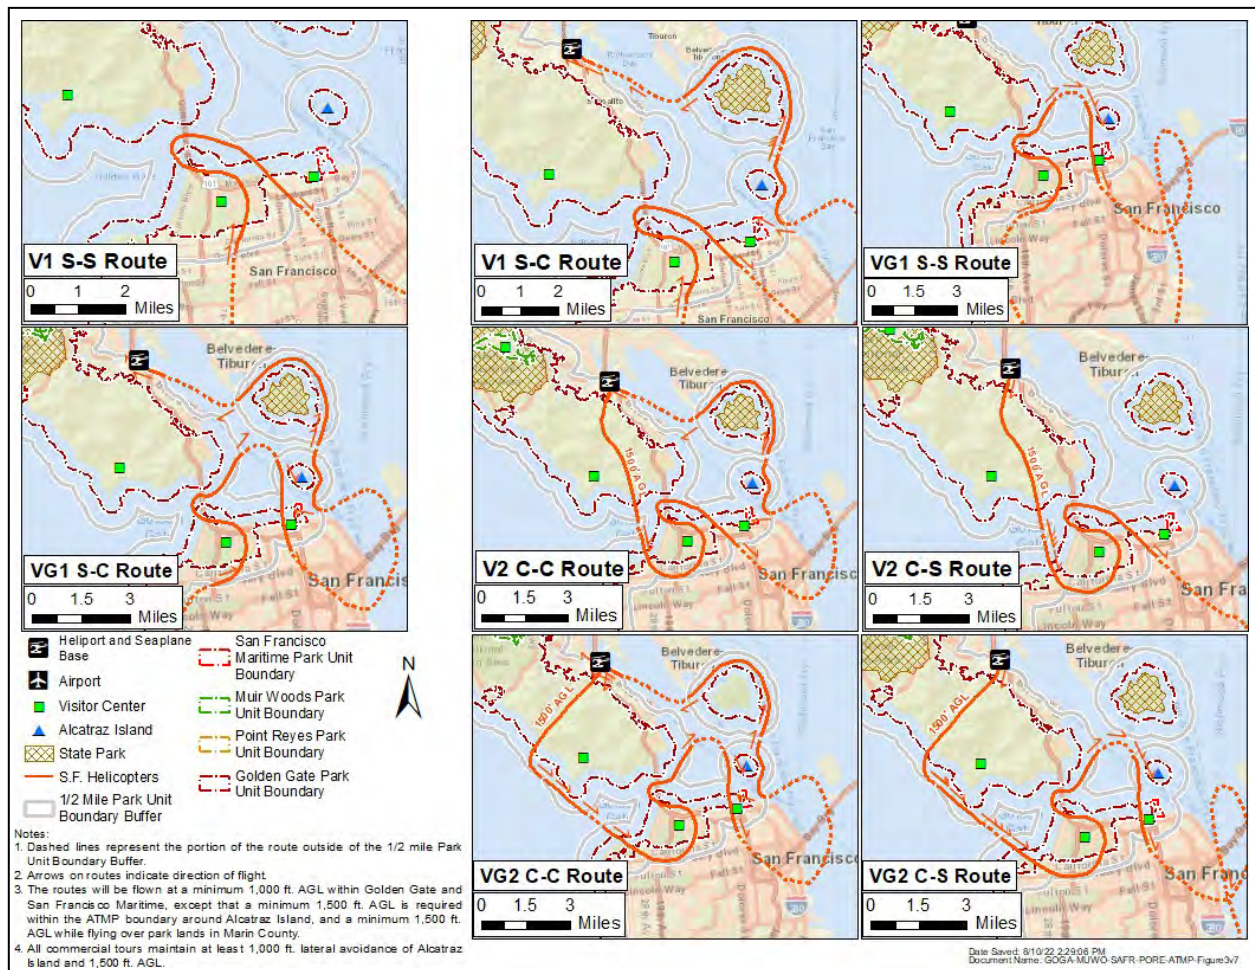 Tiburon
Belvedere
Sausalito
San Francisco
V1 S-S Route
0 1 2
Miles
San Francisco
V1 S-C Route
0 1 2
Miles
San Francisco
VG1 S-S Route
0 1.5 3
Miles
Belvedere-
Tiburon
San Francisc
VG1 S-C Route
0 1.5 3
Miles
Belvedere-
Tiburon
1500' AGL
San Francisco
V2 C-C Route
0 1.5 3
Miles
Belvedere-
Tiburon
1500' AGL
San Fra
V2 C-S Route
0 1.5 3
Miles
Heliport and Seaplane
Base
Airport
Visitor Center
Alcatraz Island
State Park
S.F. Helicopters
1/2 Mile Park Unit
Boundary Buffer
San Francisco
Maritime Park Unit
Boundary
Muir Woods Park
Unit Boundary
Point Reyes Park
Unit Boundary
Golden Gate Park
Unit Boundary
N
Belvedere-
Tiburon
1500' AGL
San Francisco
VG2 C-C Route
0 1.5 3
Miles
Belvedere-
Tiburon
1500' AGL
San Fran
VG2 C-S Route
0 1.5 3
Miles
Notes:
1. Dashed lines represent the portion of the route outside of the 1/2 mile Park
Unit Boundary Buffer.
2. Arrows on routes indicate direction of flight.
3. The routes will be flown at a minimum 1,000 ft. AGL within Golden Gate and
San Francisco Maritime, except that a minimum 1,500 ft. AGL is required
within the ATMP boundary around Alcatraz Island, and a minimum 1,500 ft.
AGL while flying over park lands in Marin County.
4. All commercial tours maintain at least 1,000 ft. lateral avoidance of Alcatraz
Island and 1,500 ft. AGL.
Date Saved: 8/10/22 2:29:06 PM
Document Name: GOGA-MUWO-SAFR-PORE-ATMP-Figure3v7